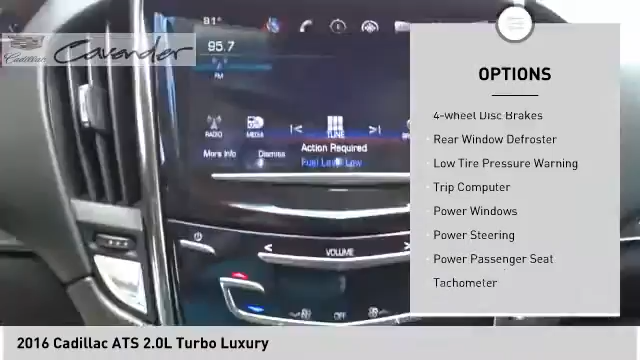 Cadillac
Cavender
81°
95.7
FM
RADIO
MEDIA
TUNE
Action Required
Fuel Level Low
More Info
Dismiss
VOLUME
OFF
OPTIONS
4-wheel Disc Brakes
Rear Window Defroster
Low Tire Pressure Warning
Trip Computer
Power Windows
Power Steering
Power Passenger Seat
Tachometer
2016 Cadillac ATS 2.0L Turbo Luxury